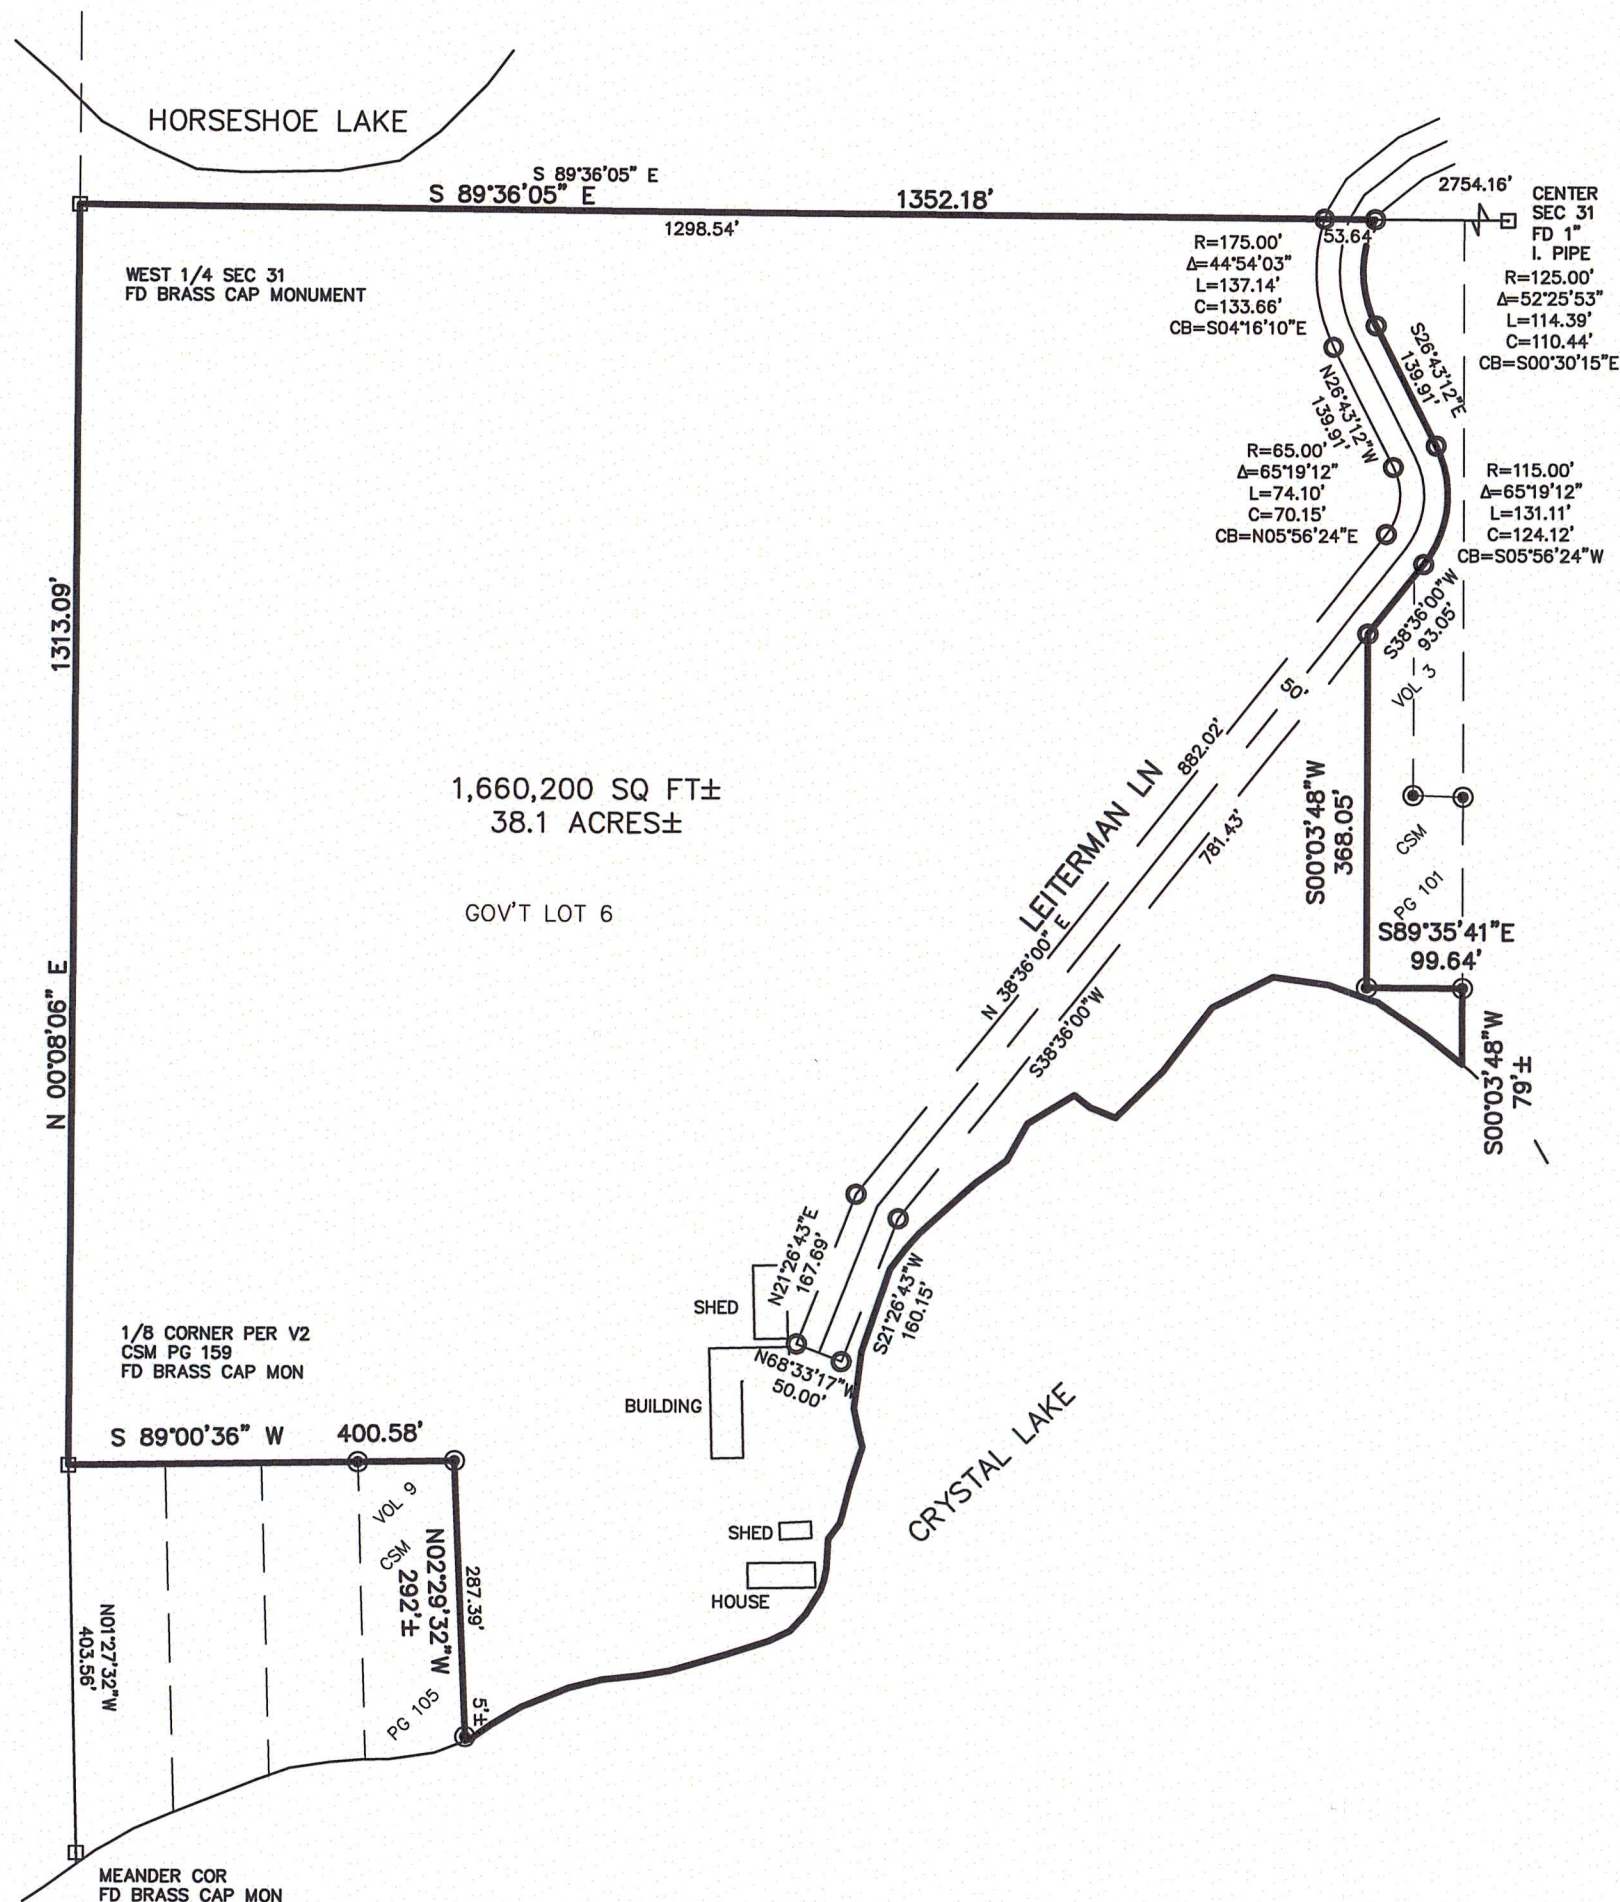 HORSESHOE LAKE
S 89°36'05" E
S 89°36'05" E
1352.18'
1298.54'
53.64'
2754.16'
CENTER
SEC 31
FD 1"
I. PIPE
WEST 1/4 SEC 31
FD BRASS CAP MONUMENT
R=175.00'
Δ=44°54'03"
L=137.14'
C=133.66'
CB=S04°16'10"E
R=125.00'
Δ=52°25'53"
L=114.39'
C=110.44'
CB=S00°30'15"E
S26°43'12"E
139.91'
N26°43'12"W
139.91'
R=65.00'
Δ=65°19'12"
L=74.10'
C=70.15'
CB=N05°56'24"E
R=115.00'
Δ=65°19'12"
L=131.11'
C=124.12'
CB=S05°56'24"W
S38°36'00"W
93.05'
1313.09'
N 00°08'06" E
VOL 3
CSM
PG 101
50'
882.02'
781.43'
LEITERMAN LN
N 38°36'00" E
S38°36'00"W
S00°03'48"W
368.05'
1,660,200 SQ FT±
38.1 ACRES±
GOV'T LOT 6
S89°35'41"E
99.64'
S00°03'48"W
79'±
N21°26'43"E
167.69'
S21°26'43"W
160.15'
SHED
N68°33'17"W
50.00'
BUILDING
1/8 CORNER PER V2
CSM PG 159
FD BRASS CAP MON
S 89°00'36" W
400.58'
CRYSTAL LAKE
VOL 9
CSM
PG 105
N02°29'32"W
292'±
287.39'
5'±
SHED
HOUSE
N01°27'32"W
403.56'
MEANDER COR
FD BRASS CAP MON